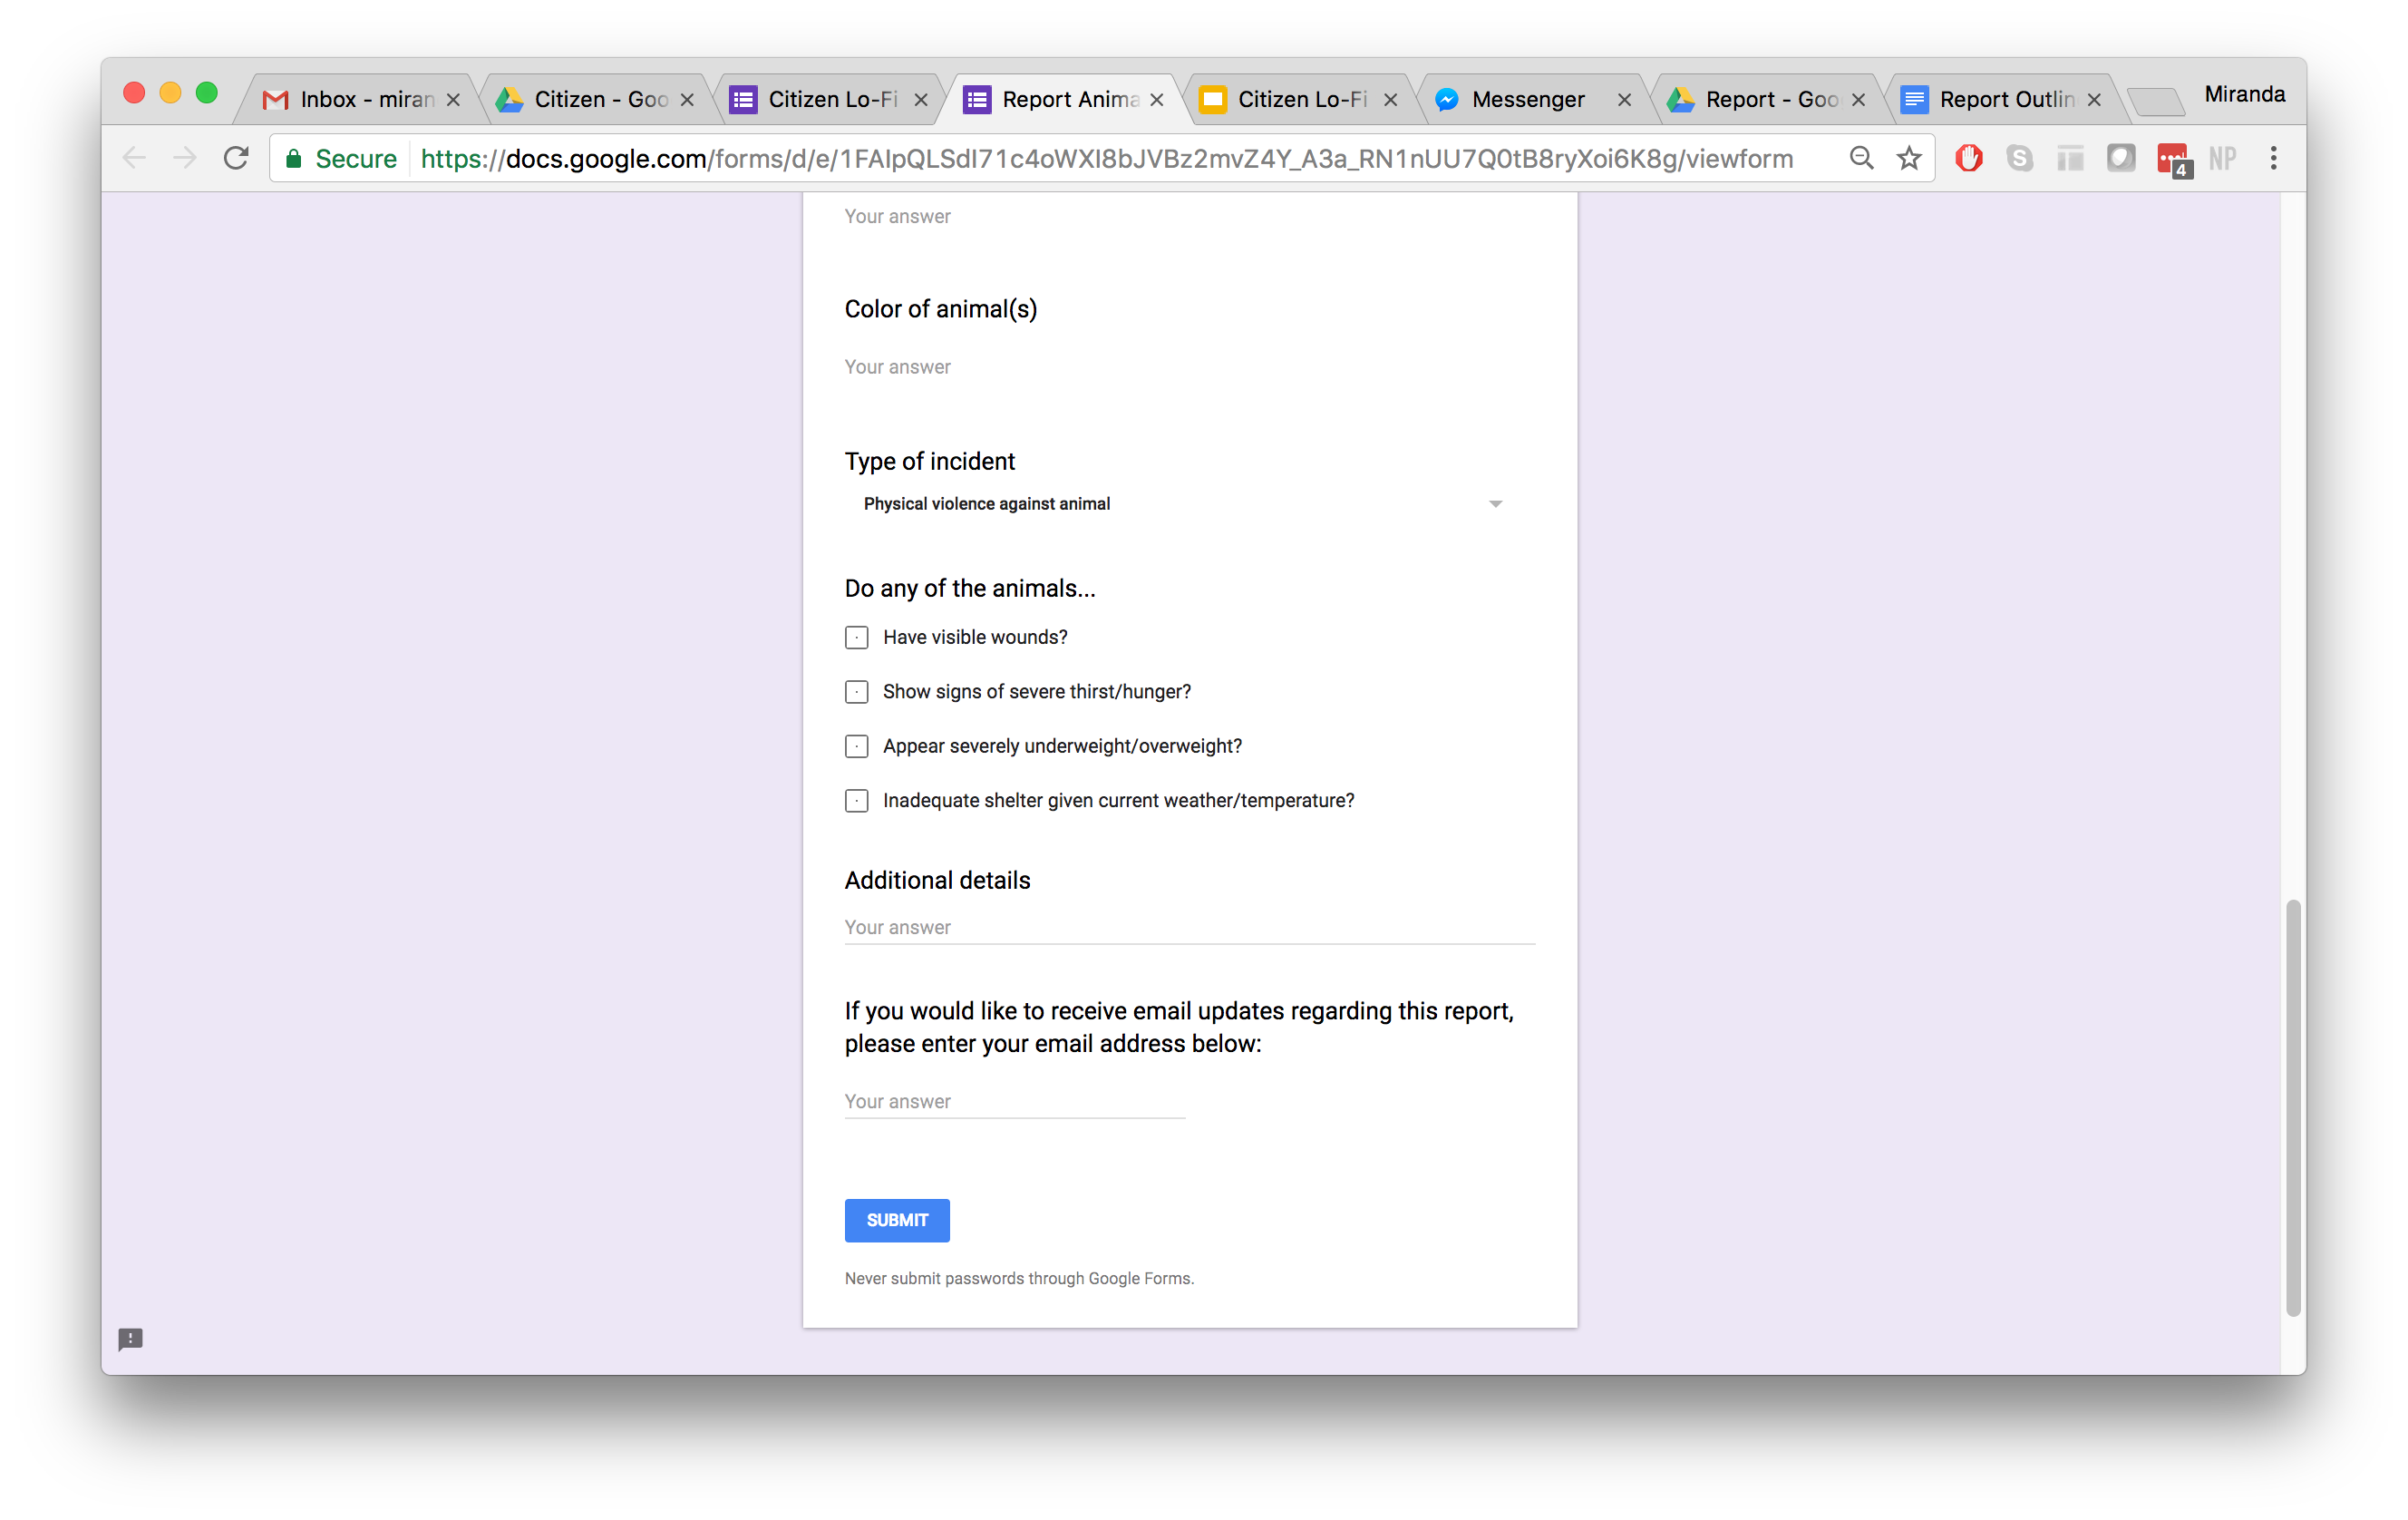 Inbox - miran
Citizen - Goo
Citizen Lo-Fi
Report Anima
Citizen Lo-Fi
Messenger
Report - Goo
Report Outlin
Miranda
Secure
https://docs.google.com/forms/d/e/1FAIpQLSdI71c4oWXI8bJVBz2mvZ4Y_A3a_RN1nUU7Q0tB8ryXoi6K8g/viewform
4
NP
Your answer
Color of animal(s)
Your answer
Type of incident
Physical violence against animal
Do any of the animals...
Have visible wounds?
Show signs of severe thirst/hunger?
Appear severely underweight/overweight?
Inadequate shelter given current weather/temperature?
Additional details
Your answer
If you would like to receive email updates regarding this report,
please enter your email address below:
Your answer
SUBMIT
Never submit passwords through Google Forms.